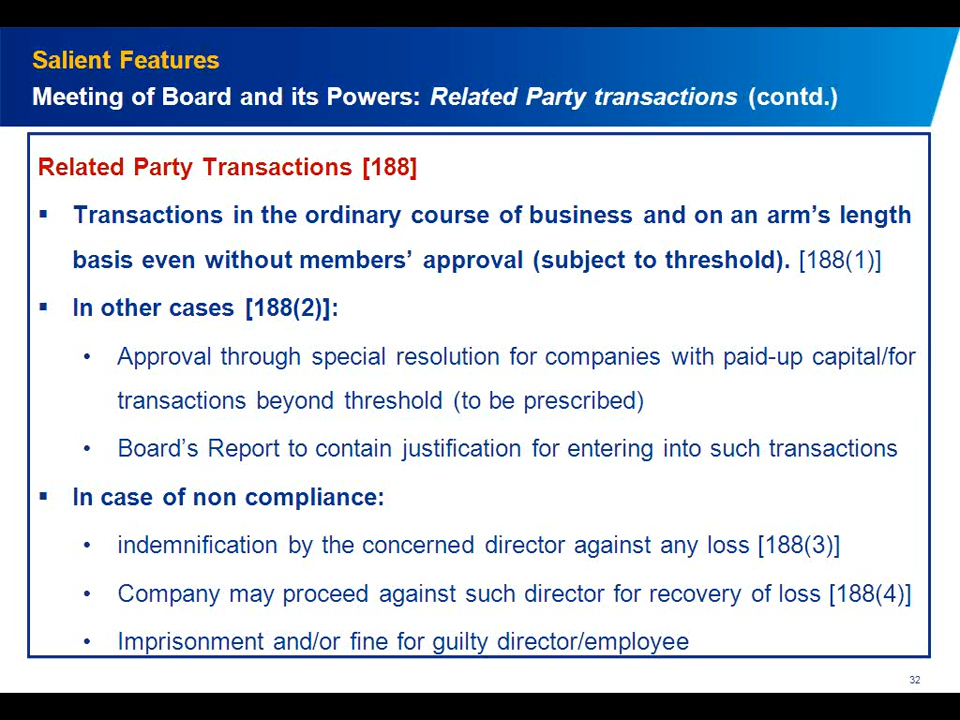 Salient Features
Meeting of Board and its Powers: Related Party transactions (contd.)
Related Party Transactions [188]
▪ Transactions in the ordinary course of business and on an arm's length
basis even without members' approval (subject to threshold). [188(1)]
▪ In other cases [188(2)]:
• Approval through special resolution for companies with paid-up capital/for
transactions beyond threshold (to be prescribed)
• Board's Report to contain justification for entering into such transactions
▪ In case of non compliance:
• indemnification by the concerned director against any loss [188(3)]
• Company may proceed against such director for recovery of loss [188(4)]
• Imprisonment and/or fine for guilty director/employee
32